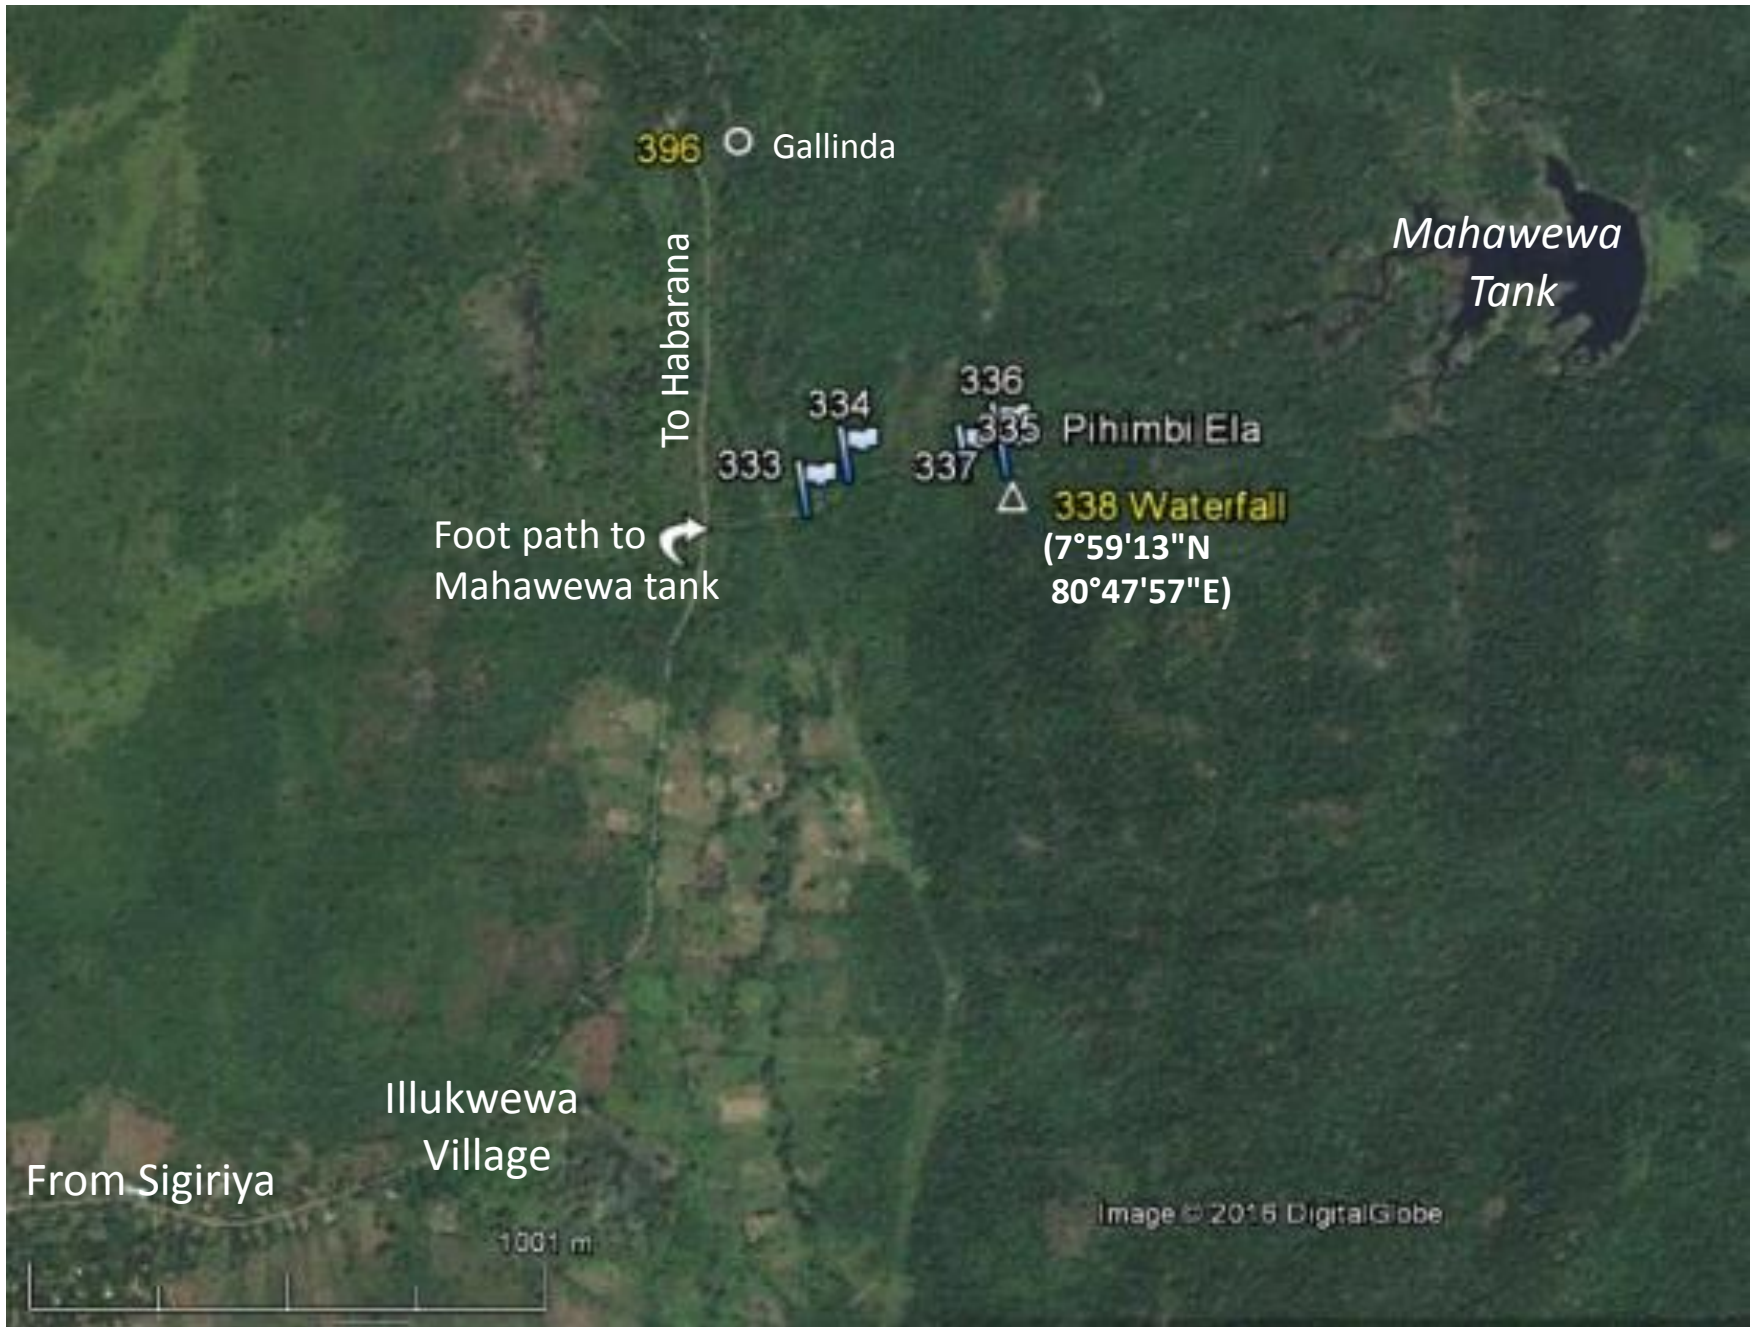 396 Gallinda
To Habarana
Mahawewa
Tank
336
334
335 Pihimbi Ela
333
337
338 Waterfall
(7°59'13"N
80°47'57"E)
Foot path to
Mahawewa tank
Illukwewa
Village
From Sigiriya
1001 m
Image © 2016 DigitalGlobe